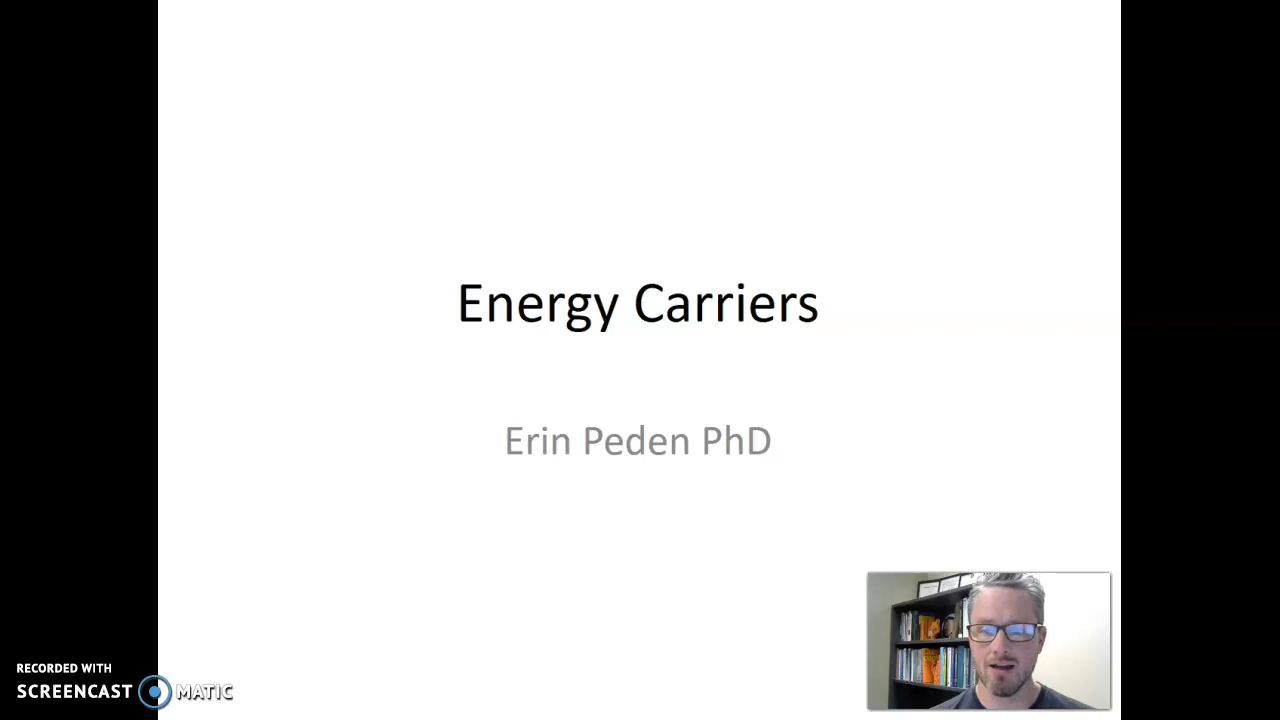 Energy Carriers
Erin Peden PhD
RECORDED WITH
SCREENCAST MATIC